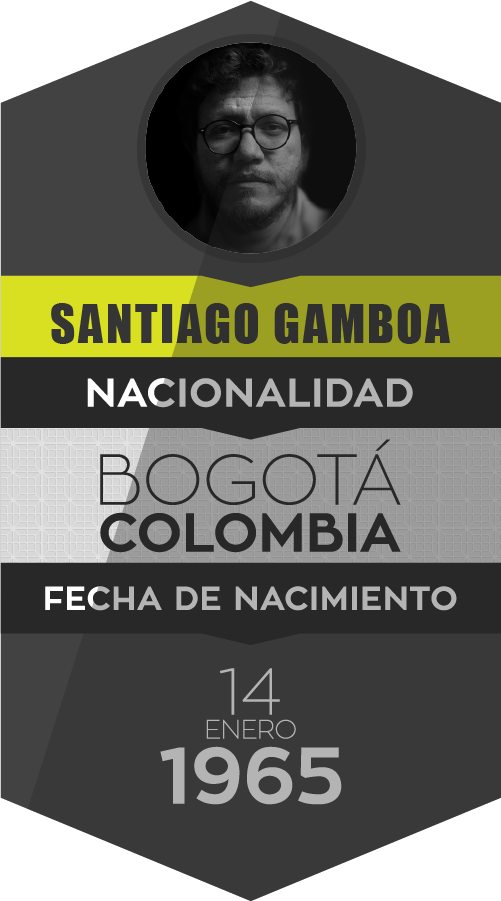 SANTIAGO GAMBOA
NACIONALIDAD
BOGOTÁ
COLOMBIA
FECHA DE NACIMIENTO
14
ENERO
1965